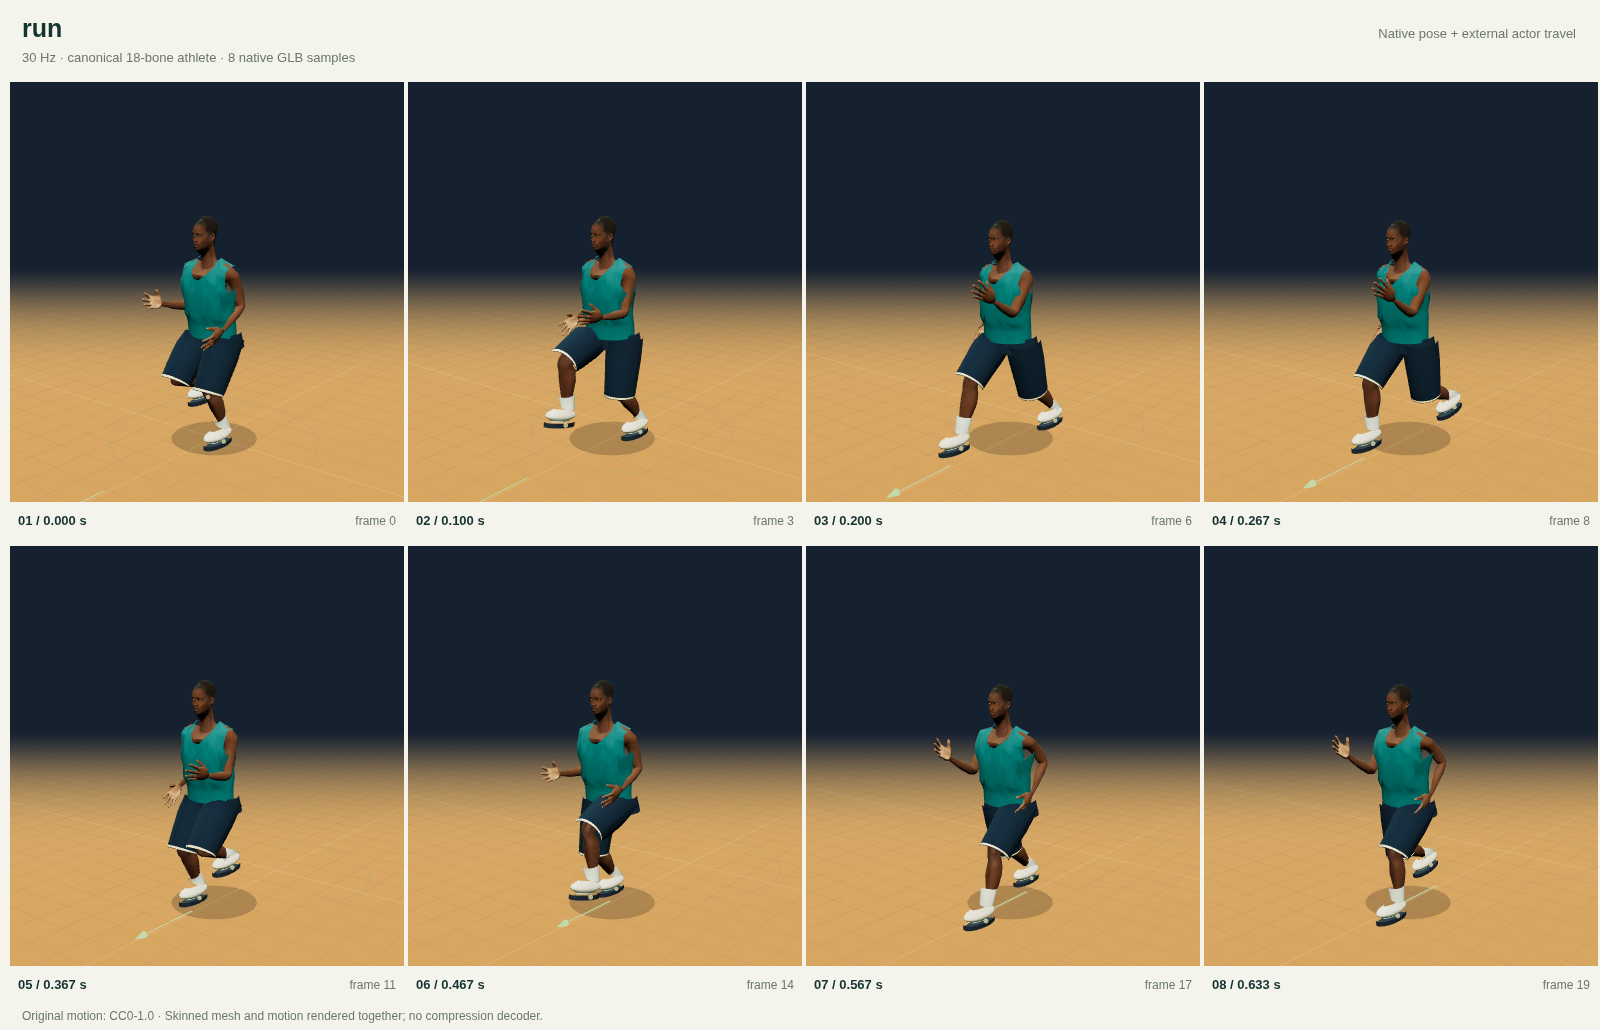 run
Native pose + external actor travel
30 Hz · canonical 18-bone athlete · 8 native GLB samples
01 / 0.000 s frame 0
02 / 0.100 s frame 3
03 / 0.200 s frame 6
04 / 0.267 s frame 8
05 / 0.367 s frame 11
06 / 0.467 s frame 14
07 / 0.567 s frame 17
08 / 0.633 s frame 19
Original motion: CC0-1.0 · Skinned mesh and motion rendered together; no compression decoder.